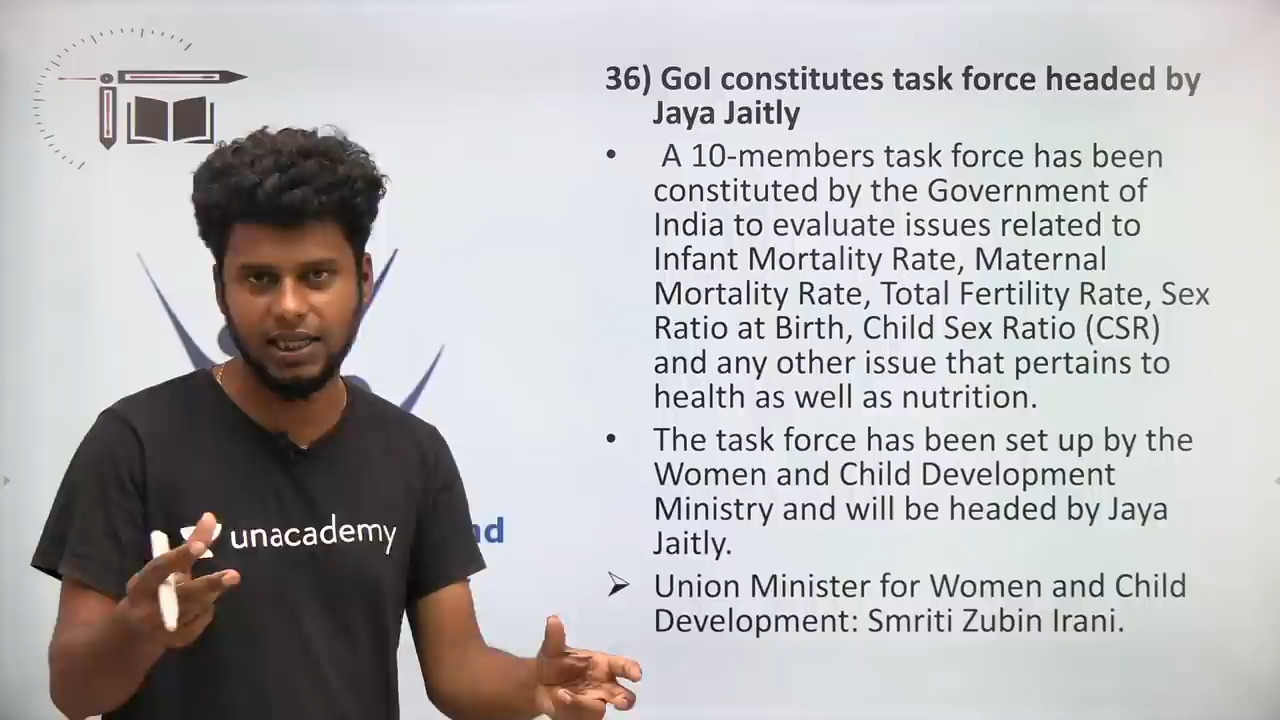 36) GoI constitutes task force headed by
Jaya Jaitly
• A 10-members task force has been
constituted by the Government of
India to evaluate issues related to
Infant Mortality Rate, Maternal
Mortality Rate, Total Fertility Rate, Sex
Ratio at Birth, Child Sex Ratio (CSR)
and any other issue that pertains to
health as well as nutrition.
• The task force has been set up by the
Women and Child Development
Ministry and will be headed by Jaya
Jaitly.
➢ Union Minister for Women and Child
Development: Smriti Zubin Irani.
unacademy
nd